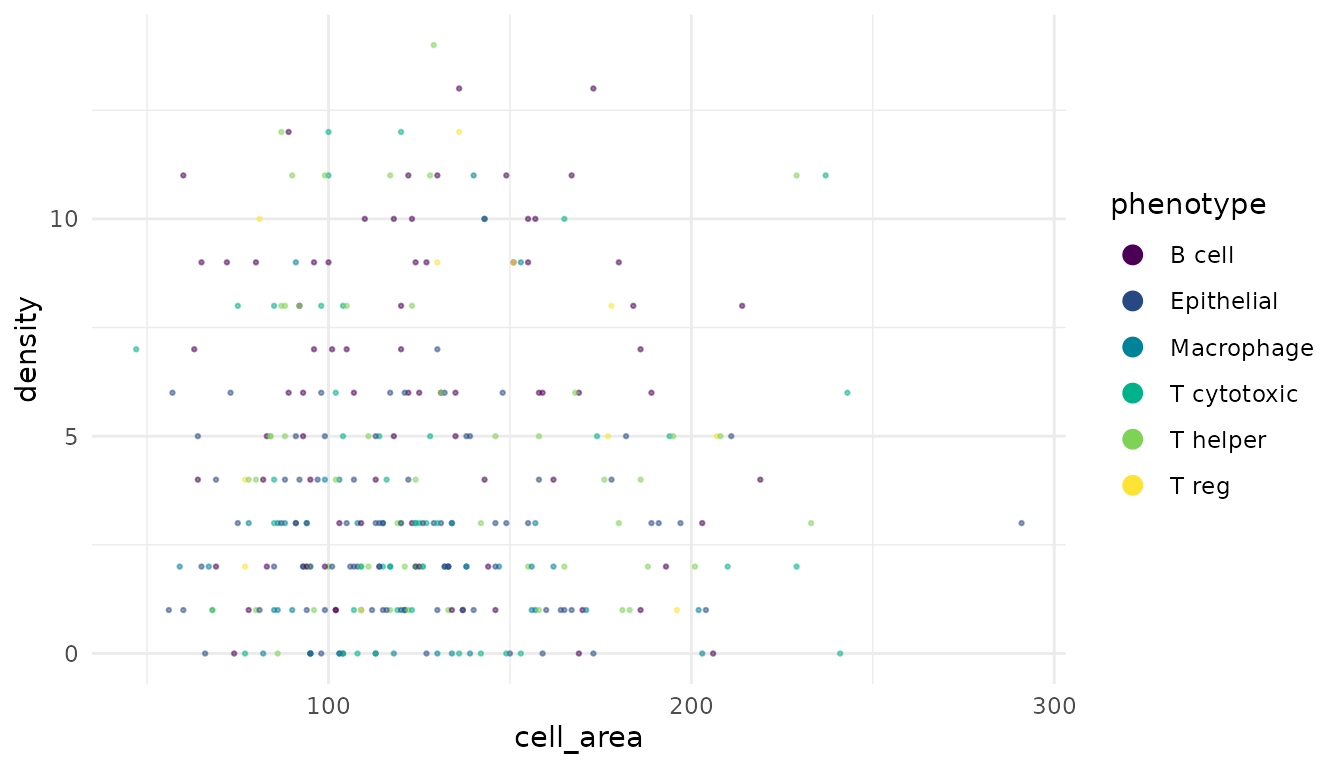 density
10
5
0
100
200
300
cell_area
phenotype
B cell
Epithelial
Macrophage
T cytotoxic
T helper
T reg